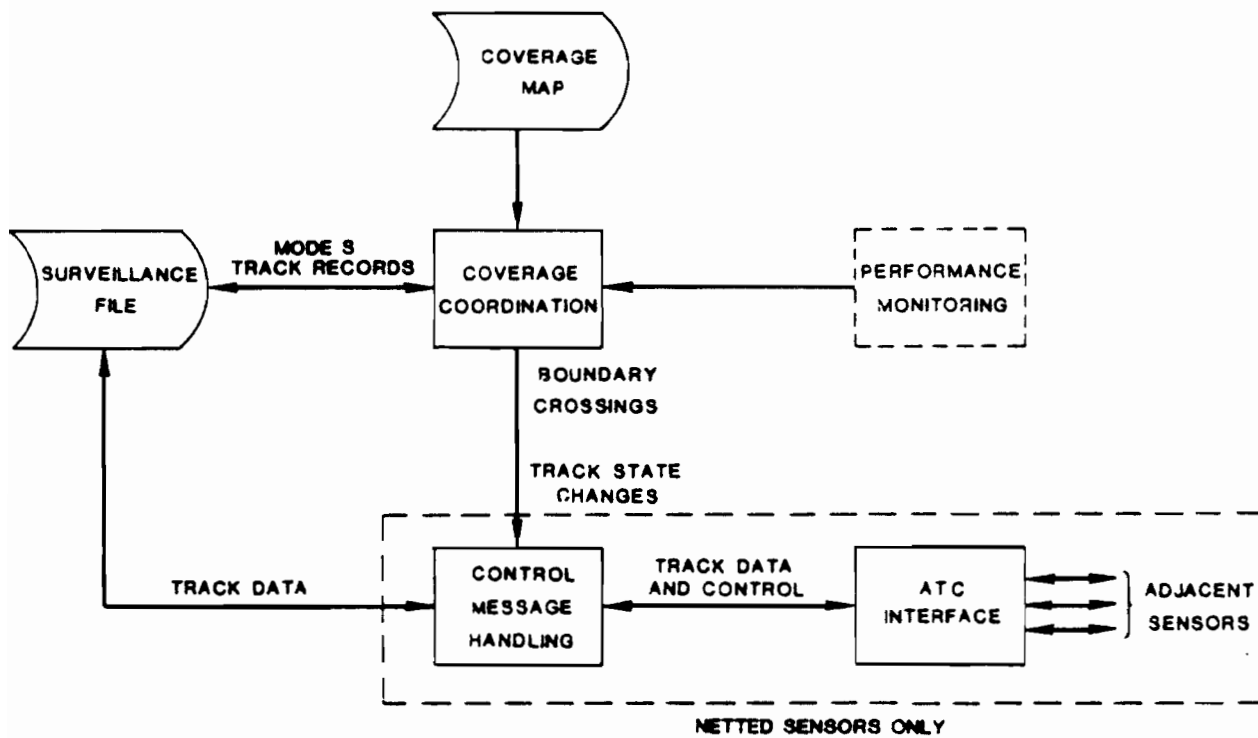 COVERAGE
MAP
MODE S
TRACK RECORDS
SURVEILLANCE
FILE
COVERAGE
COORDINATION
PERFORMANCE
MONITORING
BOUNDARY
CROSSINGS
TRACK STATE
CHANGES
TRACK DATA
CONTROL
MESSAGE
HANDLING
TRACK DATA
AND CONTROL
ATC
INTERFACE
ADJACENT
SENSORS
NETTED SENSORS ONLY